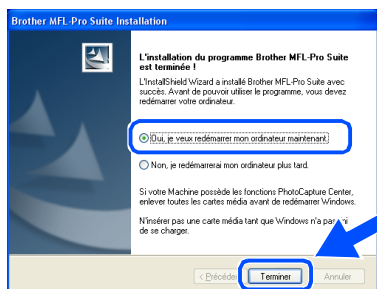 Brother MFL-Pro Suite Installation
L'installation du programme Brother MFL-Pro Suite
est terminée !
L'InstallShield Wizard a installé Brother MFL-Pro Suite avec
succès. Avant de pouvoir utiliser le programme, vous devez
redémarrer votre ordinateur.
Oui, je veux redémarrer mon ordinateur maintenant.
Non, je redémarrerai mon ordinateur plus tard.
Si votre Machine possède les fonctions PhotoCapture Center,
enlever toutes les cartes média avant de redémarrer Windows.
N'insérer pas une carte média tant que Windows n'a pas
de se charger.
< Précéden Terminer Annuler